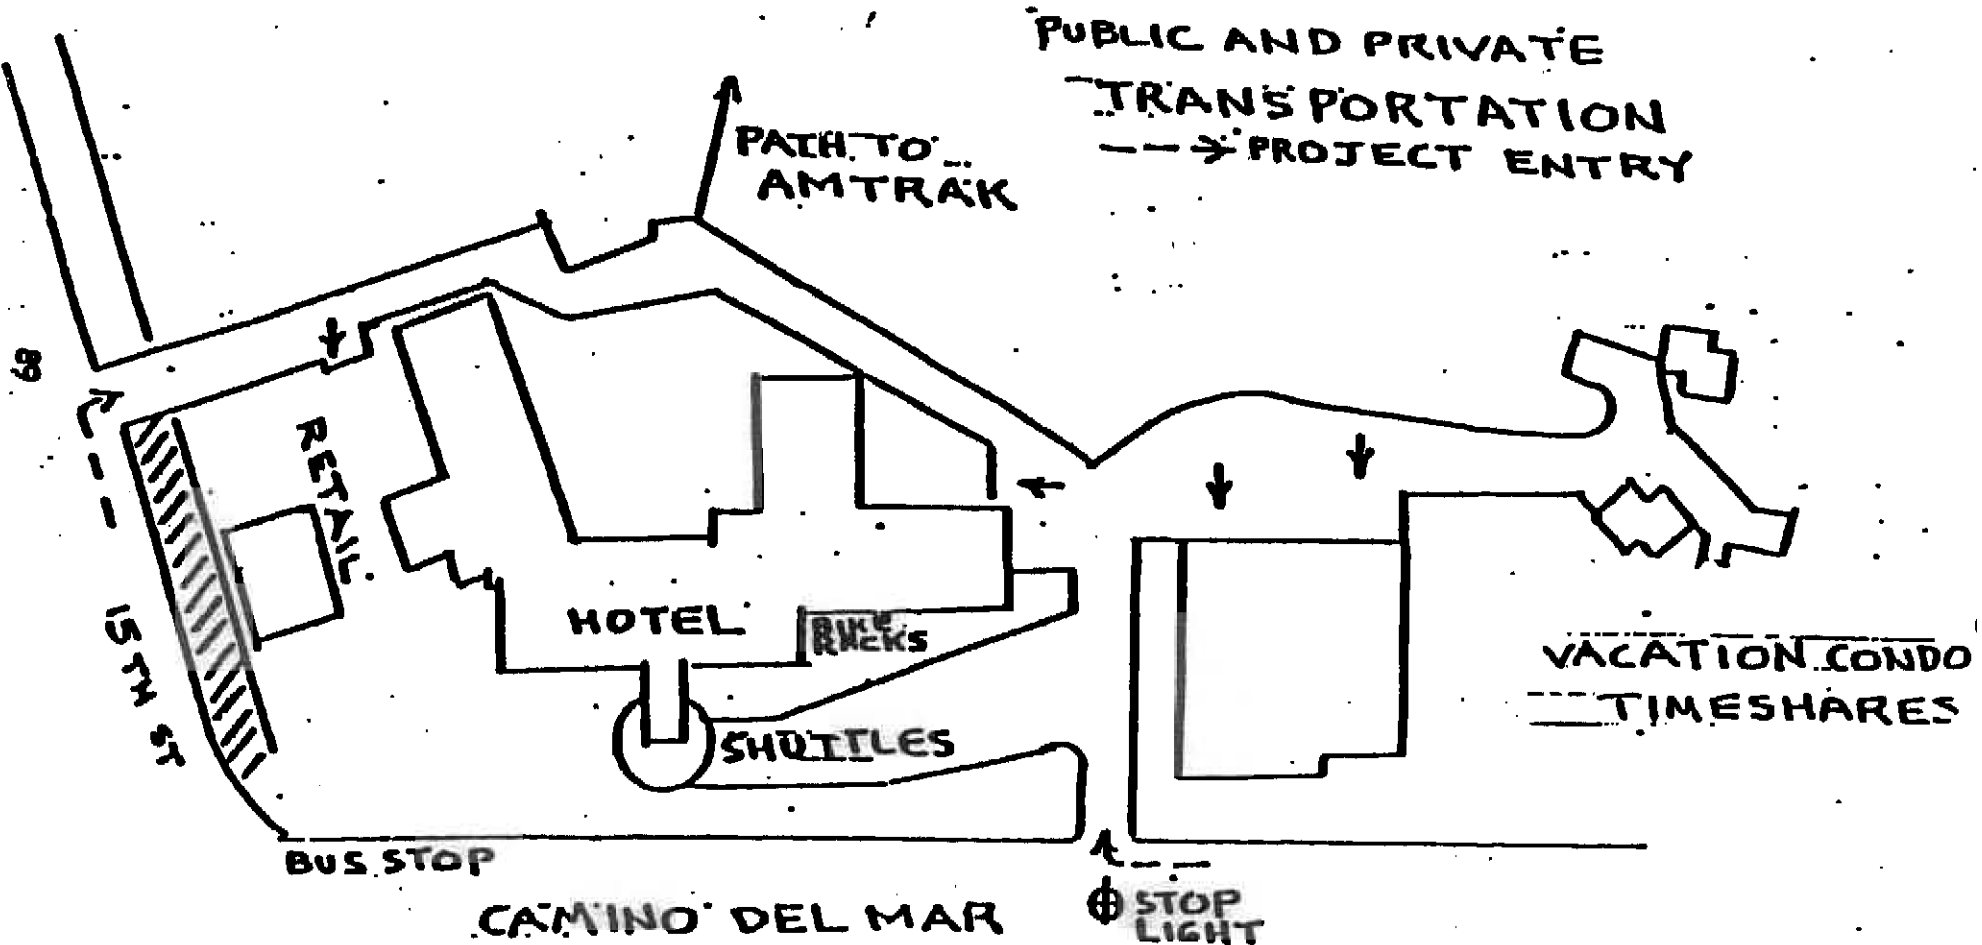 PUBLIC AND PRIVATE
TRANSPORTATION
PROJECT ENTRY
PATH TO
AMTRAK
RETAIL
15TH ST
HOTEL
BIKE
RACKS
SHUTTLES
VACATION CONDO
TIMESHARES
BUS STOP
CAMINO DEL MAR
STOP
LIGHT